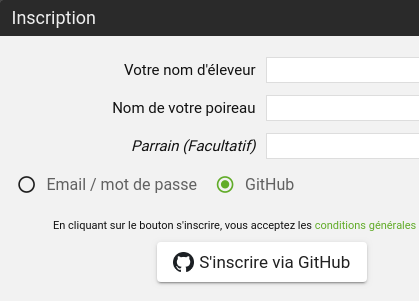 Inscription
Votre nom d'éleveur
Nom de votre poireau
Parrain (Facultatif)
Email / mot de passe GitHub
En cliquant sur le bouton s'inscrire, vous acceptez les conditions générales
S'inscrire via GitHub